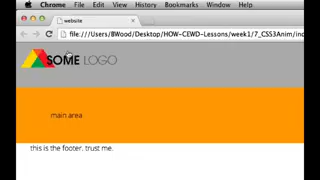 Chrome File Edit View History Bookmarks Window Help
website
file:///Users/BWood/Desktop/HOW-CEWD-Lessons/week1/7_CSS3Anim/ind
SOME LOGO
main area
this is the footer. trust me.